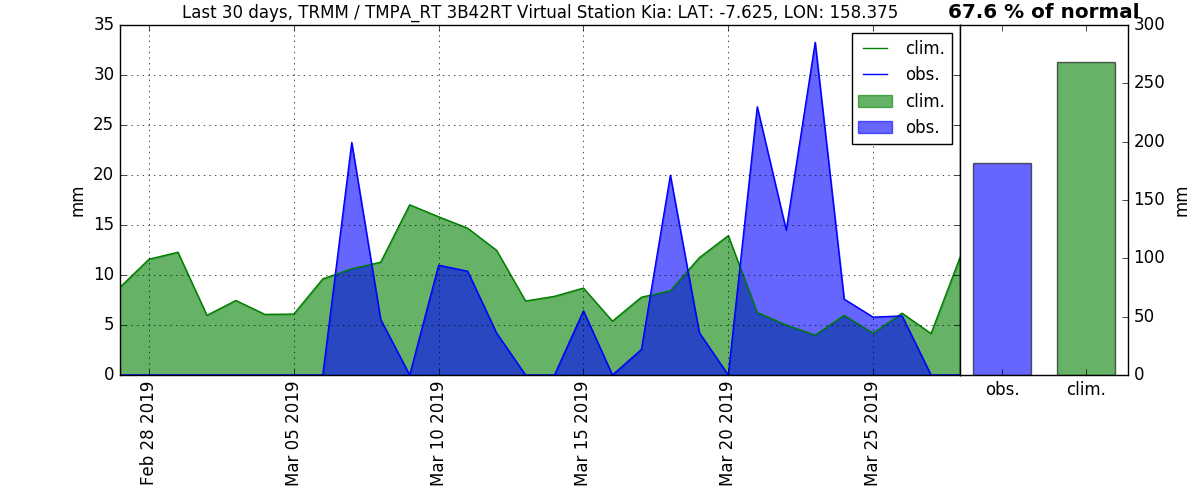 Last 30 days, TRMM / TMPA_RT 3B42RT Virtual Station Kia: LAT: -7.625, LON: 158.375
67.6 % of normal
35
30
25
20
15
10
5
0
mm
clim.
obs.
clim.
obs.
Feb 28 2019
Mar 05 2019
Mar 10 2019
Mar 15 2019
Mar 20 2019
Mar 25 2019
300
250
200
150
100
50
0
mm
obs.
clim.